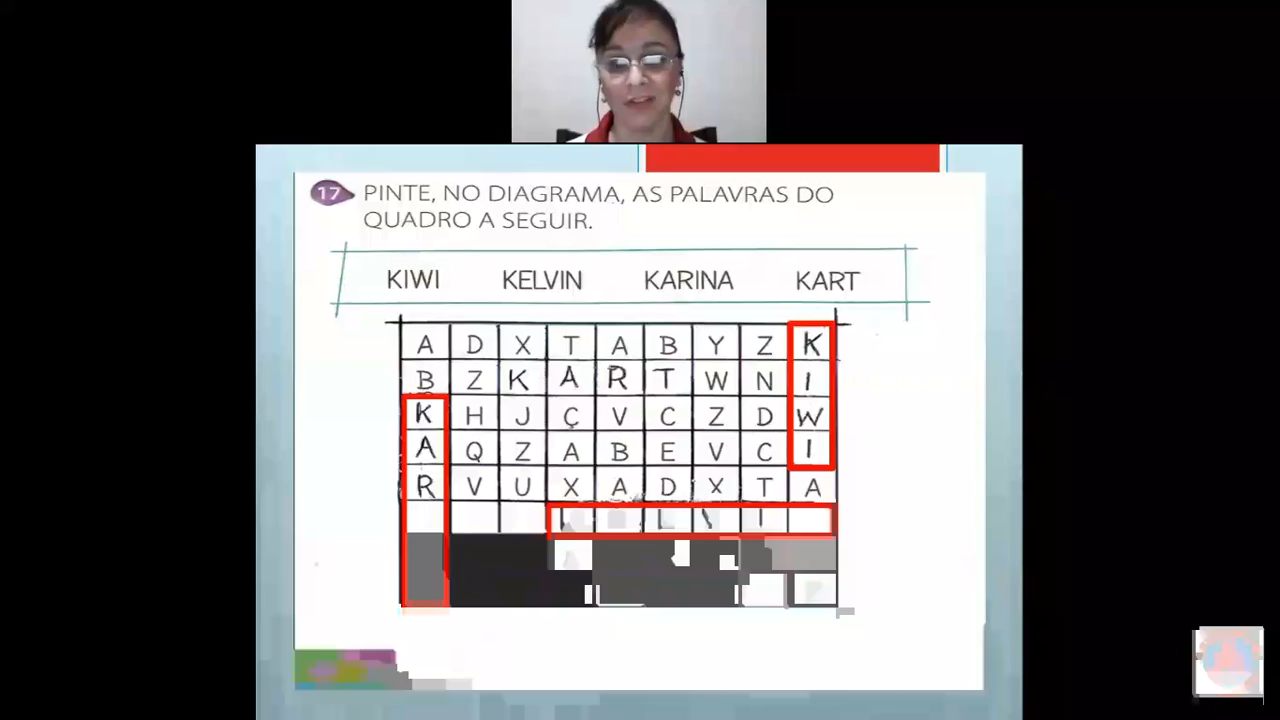 17 PINTE, NO DIAGRAMA, AS PALAVRAS DO
QUADRO A SEGUIR.
KIWI KELVIN KARINA KART
A D X T A B Y Z K
B Z K A R T W N I
K H J Ç V C Z D W
A Q Z A B E V C I
R V U X A D X T A